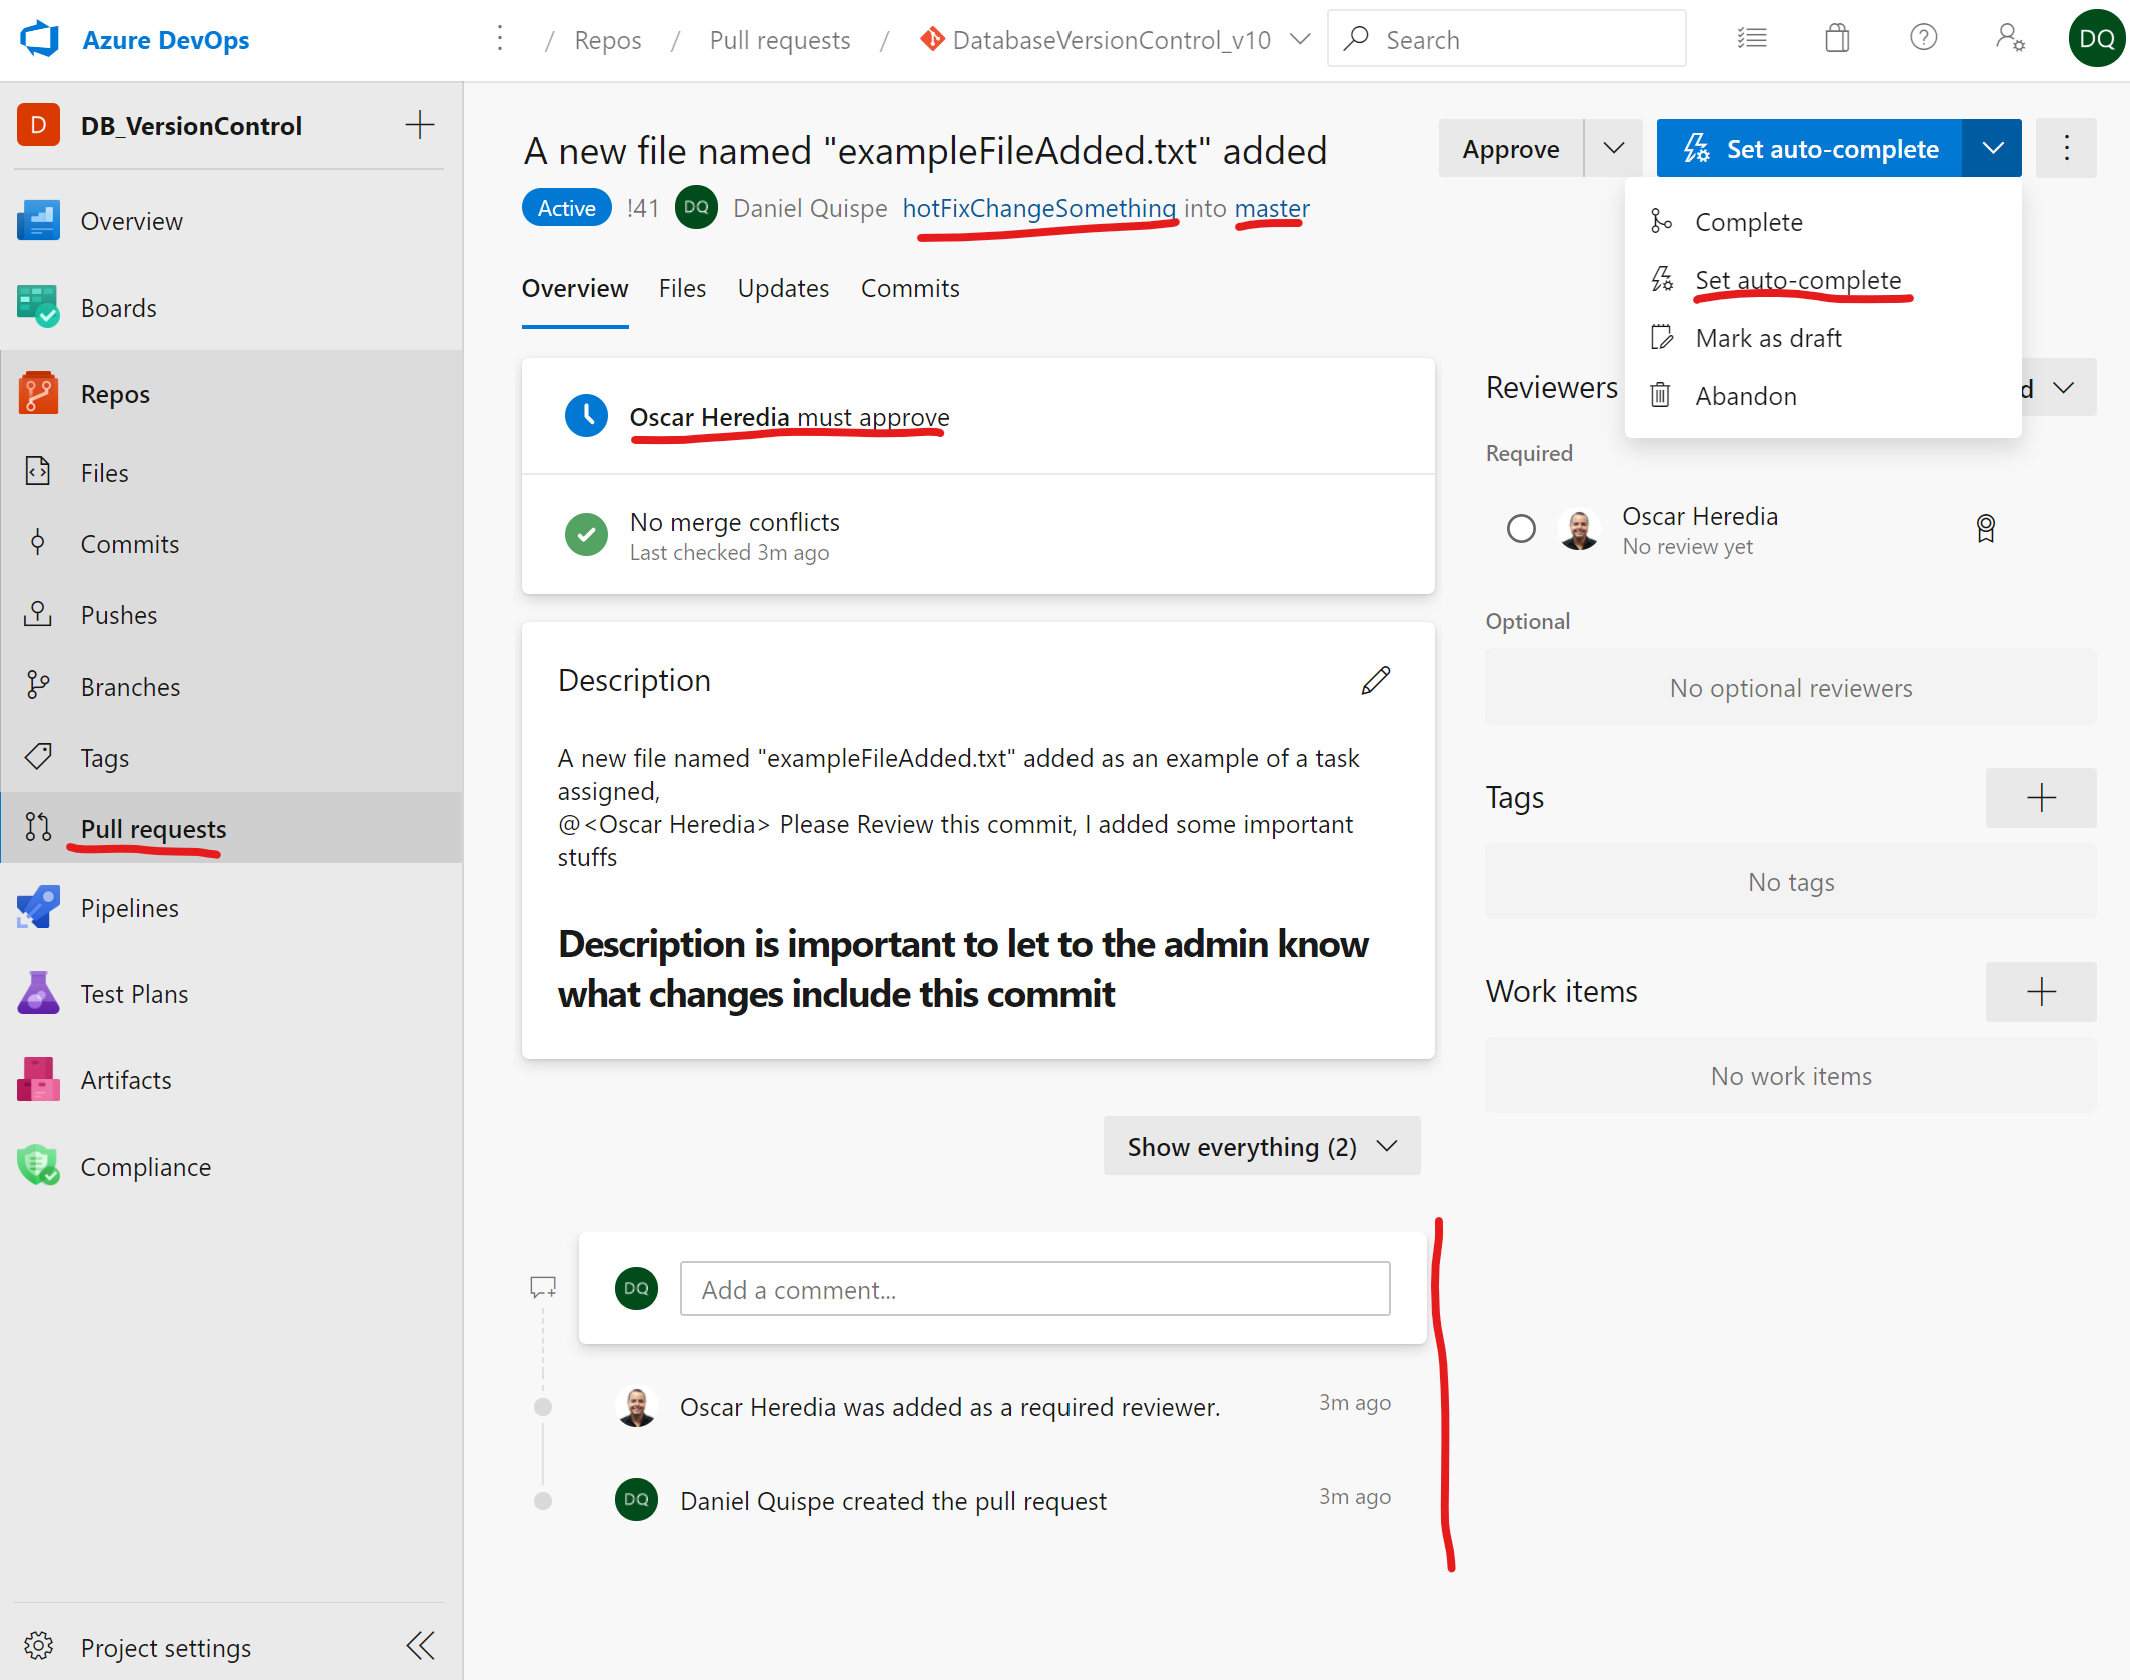 Azure DevOps
/ Repos / Pull requests / DatabaseVersionControl_v10
Search
DQ
D
DB_VersionControl
Overview
Boards
Repos
Files
Commits
Pushes
Branches
Tags
Pull requests
Pipelines
Test Plans
Artifacts
Compliance
Project settings
A new file named "exampleFileAdded.txt" added
Approve
Set auto-complete
Active !41 DQ Daniel Quispe hotFixChangeSomething into master
Complete
Set auto-complete
Mark as draft
Abandon
Overview Files Updates Commits
Oscar Heredia must approve
No merge conflicts
Last checked 3m ago
Description
A new file named "exampleFileAdded.txt" added as an example of a task
assigned,
@<Oscar Heredia> Please Review this commit, I added some important
stuffs
Description is important to let to the admin know
what changes include this commit
Show everything (2)
DQ
Add a comment...
Oscar Heredia was added as a required reviewer.
3m ago
DQ
Daniel Quispe created the pull request
3m ago
Reviewers
d
Required
Oscar Heredia
No review yet
Optional
No optional reviewers
Tags
No tags
Work items
No work items